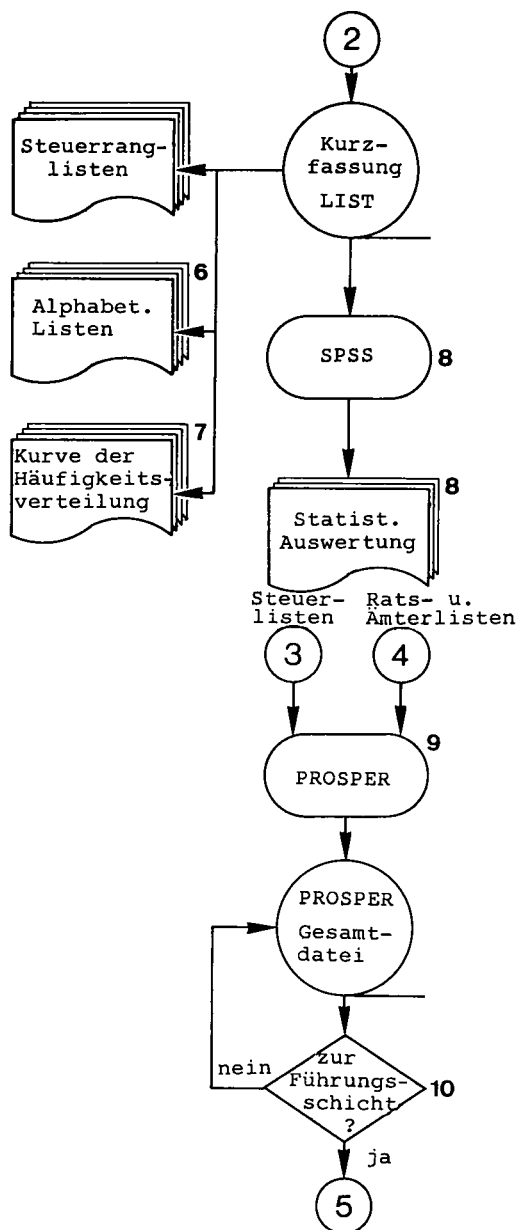 2
Kurz-
fassung
LIST
Steuerrang-
listen
6
Alphabet.
Listen
7
Kurve der
Häufigkeits-
verteilung
SPSS
8
8
Statist.
Auswertung
Steuer-
listen
Rats- u.
Ämterlisten
3
4
9
PROSPER
PROSPER
Gesamt-
datei
nein
zur
Führungs-
schicht
?
10
ja
5